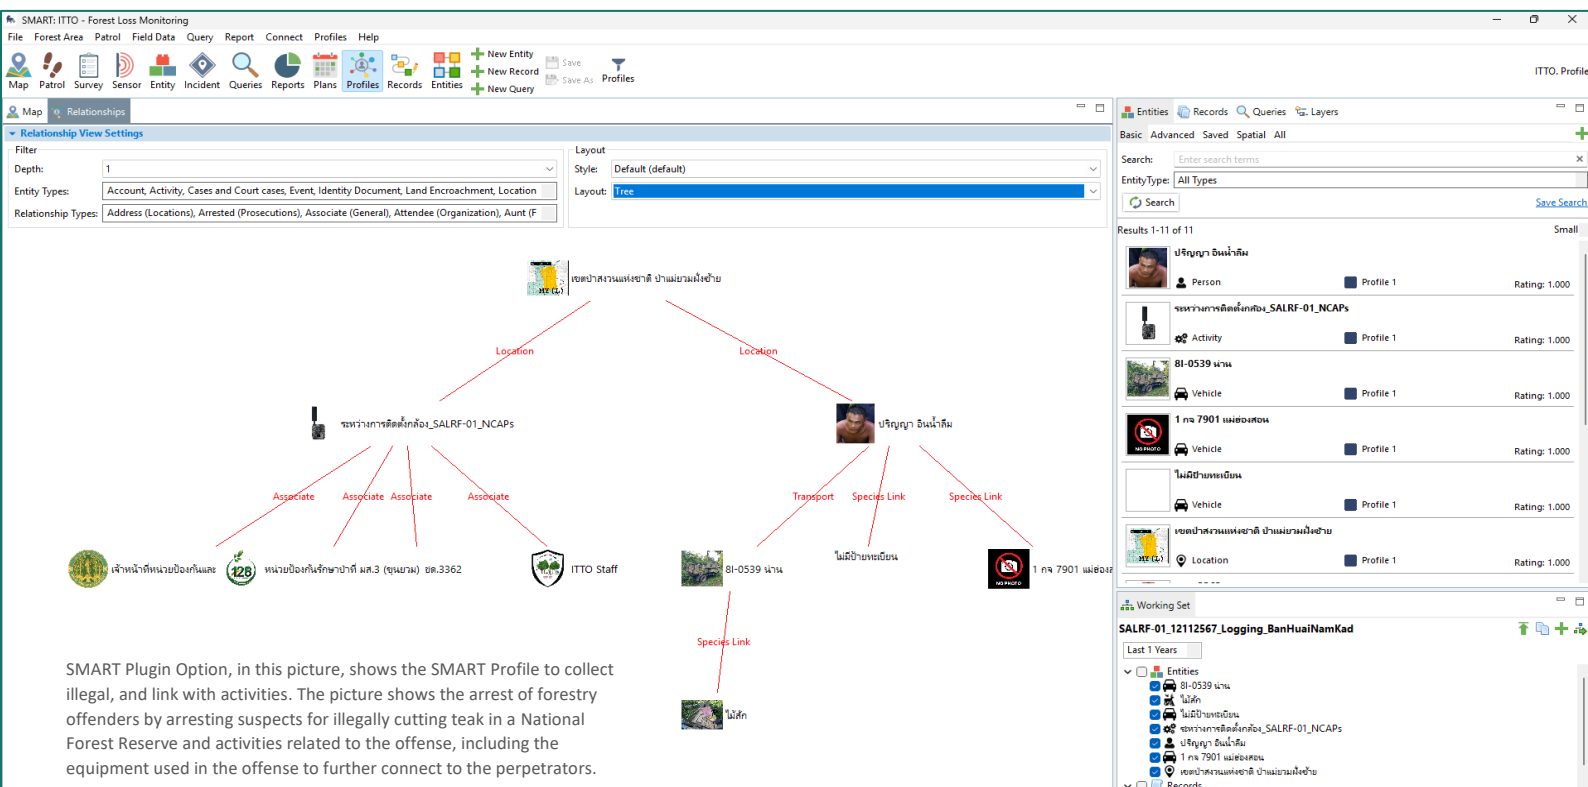 SMART: ITTO - Forest Loss Monitoring
File Forest Area Patrol Field Data Query Report Connect Profiles Help
Map Patrol Survey Sensor Entity Incident Queries Reports Plans Profiles Records Entities
New Entity
New Record
New Query
Save
Save As
Profiles
ITTO. Profile
Map Relationships
Relationship View Settings
Filter
Depth: 1
Entity Types: Account, Activity, Cases and Court cases, Event, Identity Document, Land Encroachment, Location
Relationship Types: Address (Locations), Arrested (Prosecutions), Associate (General), Attendee (Organization), Aunt (F
Layout
Style: Default (default)
Layout: Tree
MY (L)
เขตป่าสงวนแห่งชาติ ป่าแม่ยวมฝั่งซ้าย
Location Location
ระหว่างการติดตั้งกล้อง_SALRF-01_NCAPs
ปริญญา อินน้ำลืม
Associate Associate Associate Associate
Transport Species Link Species Link
เจ้าหน้าที่หน่วยป้องกันและ
128
หน่วยป้องกันรักษาป่าที่ มส.3 (ขุนยวม) ยต.3362
ITTO Staff
8I-0539 น่าน
ไม่มีป้ายทะเบียน
NO PHOTO
1 กจ 7901 แม่ฮ่องส
Species Link
ไม้สัก
SMART Plugin Option, in this picture, shows the SMART Profile to collect
illegal, and link with activities. The picture shows the arrest of forestry
offenders by arresting suspects for illegally cutting teak in a National
Forest Reserve and activities related to the offense, including the
equipment used in the offense to further connect to the perpetrators.
Entities Records Queries Layers
Basic Advanced Saved Spatial All
Search: Enter search terms
EntityType: All Types
Search
Save Search
Results 1-11 of 11
Small
ปริญญา อินน้ำลืม
Person Profile 1 Rating: 1.000
ระหว่างการติดตั้งกล้อง_SALRF-01_NCAPs
Activity Profile 1 Rating: 1.000
8I-0539 น่าน
Vehicle Profile 1 Rating: 1.000
1 กจ 7901 แม่ฮ่องสอน
NO PHOTO
Vehicle Profile 1 Rating: 1.000
ไม่มีป้ายทะเบียน
Vehicle Profile 1 Rating: 1.000
เขตป่าสงวนแห่งชาติ ป่าแม่ยวมฝั่งซ้าย
MY (L)
Location Profile 1 Rating: 1.000
Working Set
SALRF-01_12112567_Logging_BanHuaiNamKad
Last 1 Years
Entities
8I-0539 น่าน
ไม้สัก
ไม่มีป้ายทะเบียน
ระหว่างการติดตั้งกล้อง_SALRF-01_NCAPs
ปริญญา อินน้ำลืม
1 กจ 7901 แม่ฮ่องสอน
เขตป่าสงวนแห่งชาติ ป่าแม่ยวมฝั่งซ้าย
Records